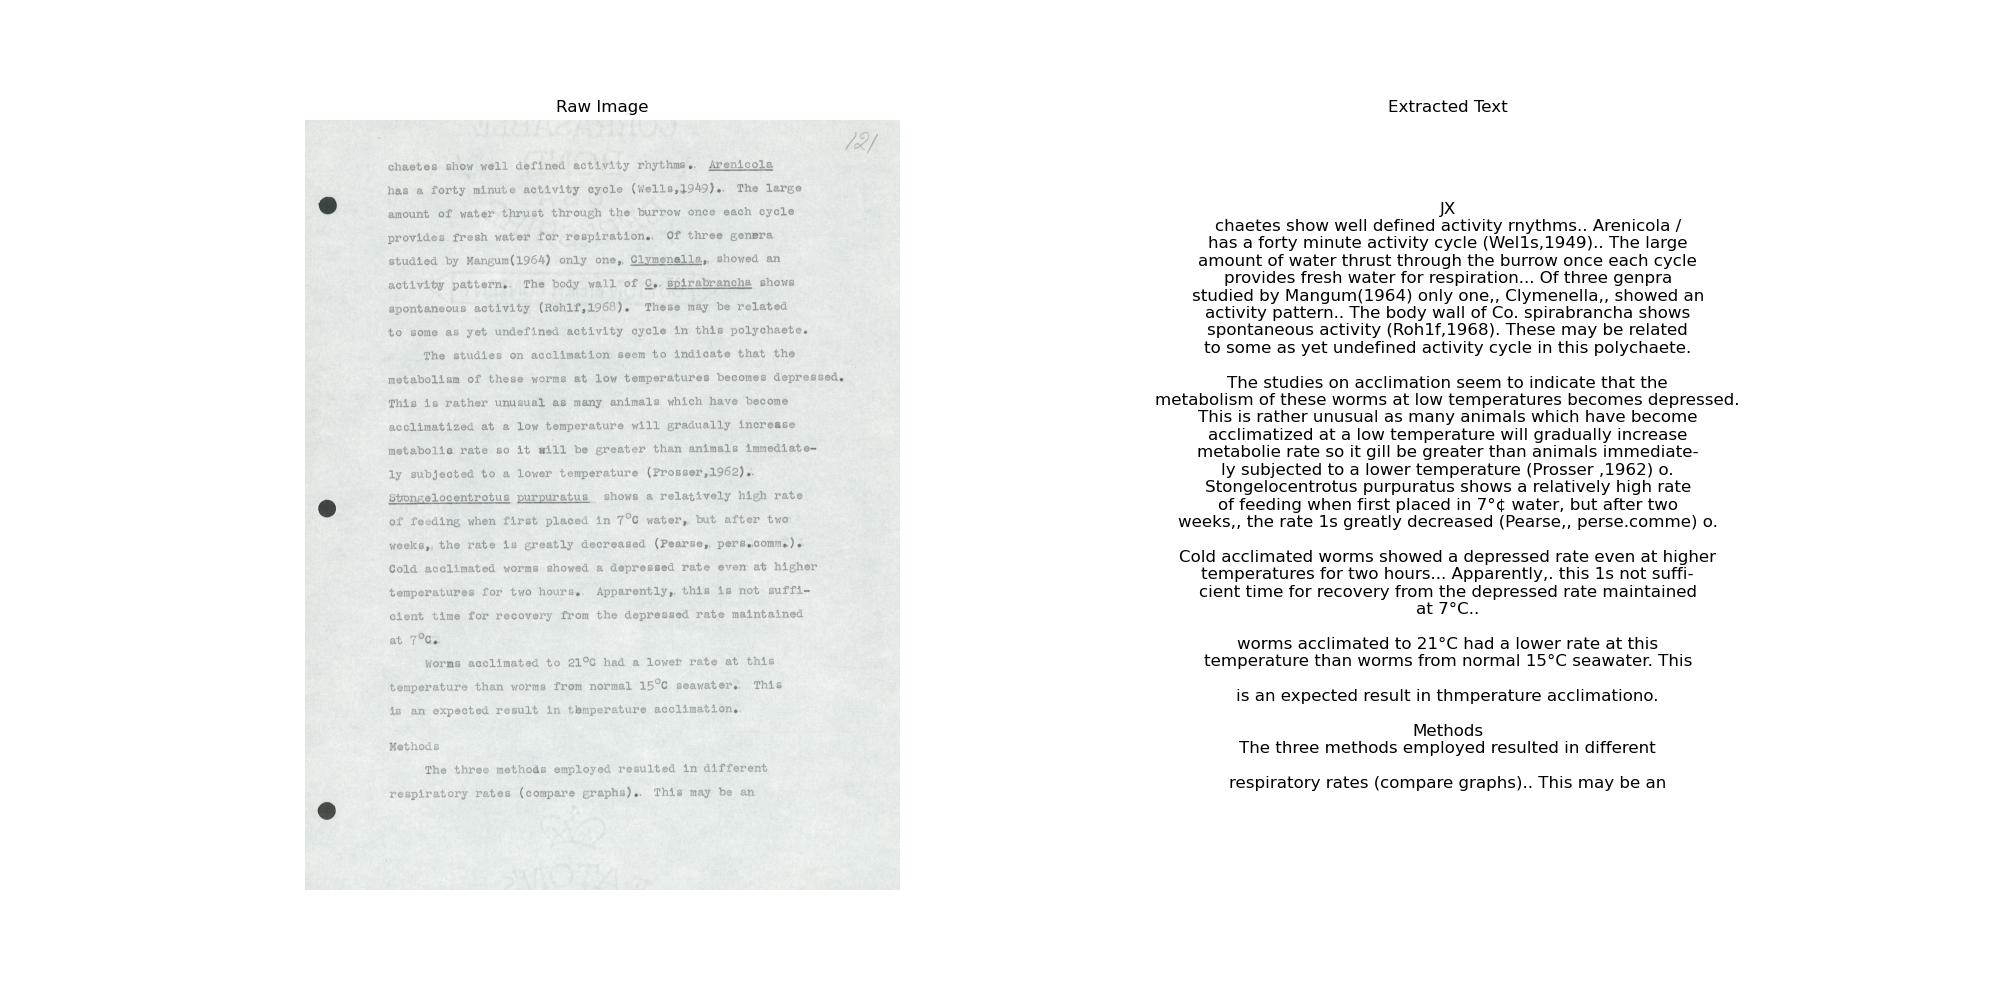 Raw Image
121
chaetes show well defined activity rhythms. Arenicola
has a forty minute activity cycle (Wells,1949). The large
amount of water thrust through the burrow once each cycle
provides fresh water for respiration. Of three genera
studied by Mangum(1964) only one, Clymenella, showed an
activity pattern. The body wall of C. spirabrancha shows
spontaneous activity (Rohlf,1968). These may be related
to some as yet undefined activity cycle in this polychaete.
The studies on acclimation seem to indicate that the
metabolism of these worms at low temperatures becomes depressed.
This is rather unusual as many animals which have become
acclimatized at a low temperature will gradually increase
metabolic rate so it will be greater than animals immediate-
ly subjected to a lower temperature (Prosser,1962).
Stongelocentrotus purpuratus shows a relatively high rate
of feeding when first placed in 7°C water, but after two
weeks, the rate is greatly decreased (Pearse, pers.comm.).
Cold acclimated worms showed a depressed rate even at higher
temperatures for two hours. Apparently, this is not suffi-
cient time for recovery from the depressed rate maintained
at 7°C.
Worms acclimated to 21°C had a lower rate at this
temperature than worms from normal 15°C seawater. This
is an expected result in temperature acclimation.
Methods
The three methods employed resulted in different
respiratory rates (compare graphs). This may be an
Extracted Text
JX
chaetes show well defined activity rnythms.. Arenicola /
has a forty minute activity cycle (Wel1s,1949).. The large
amount of water thrust through the burrow once each cycle
provides fresh water for respiration... Of three genpra
studied by Mangum(1964) only one,, Clymenella,, showed an
activity pattern.. The body wall of Co. spirabrancha shows
spontaneous activity (Roh1f,1968). These may be related
to some as yet undefined activity cycle in this polychaete.
The studies on acclimation seem to indicate that the
metabolism of these worms at low temperatures becomes depressed.
This is rather unusual as many animals which have become
acclimatized at a low temperature will gradually increase
metabolie rate so it gill be greater than animals immediate-
ly subjected to a lower temperature (Prosser ,1962) o.
Stongelocentrotus purpuratus shows a relatively high rate
of feeding when first placed in 7°¢ water, but after two
weeks,, the rate 1s greatly decreased (Pearse,, perse.comme) o.
Cold acclimated worms showed a depressed rate even at higher
temperatures for two hours... Apparently,. this 1s not suffi-
cient time for recovery from the depressed rate maintained
at 7°C..
worms acclimated to 21°C had a lower rate at this
temperature than worms from normal 15°C seawater. This
is an expected result in thmperature acclimationo.
Methods
The three methods employed resulted in different
respiratory rates (compare graphs).. This may be an